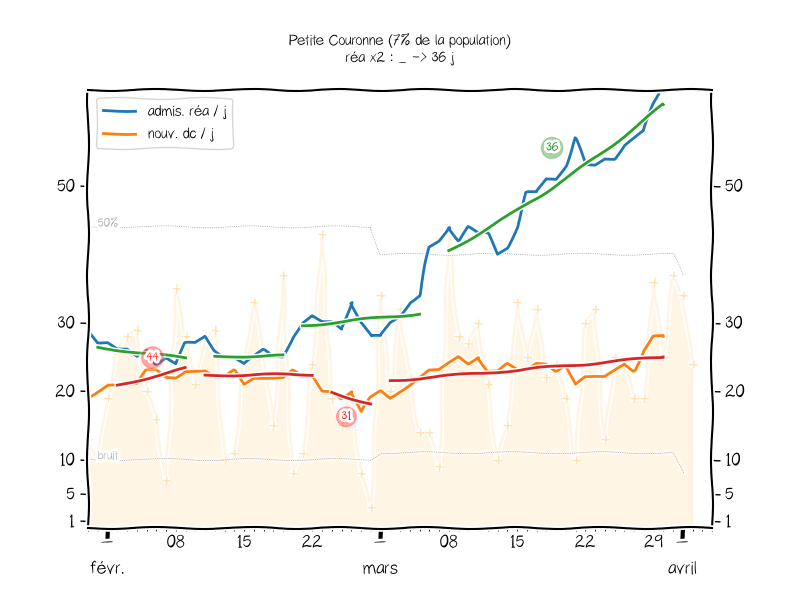 Petite Couronne (7% de la population)
réa x2 : _ -> 36 j
admis. réa / j
nouv. dc / j
50
50
50%
36
30
30
44
20
20
31
bruit
10
10
5
5
1
1
08
15
22
08
15
22
29
févr.
mars
avril